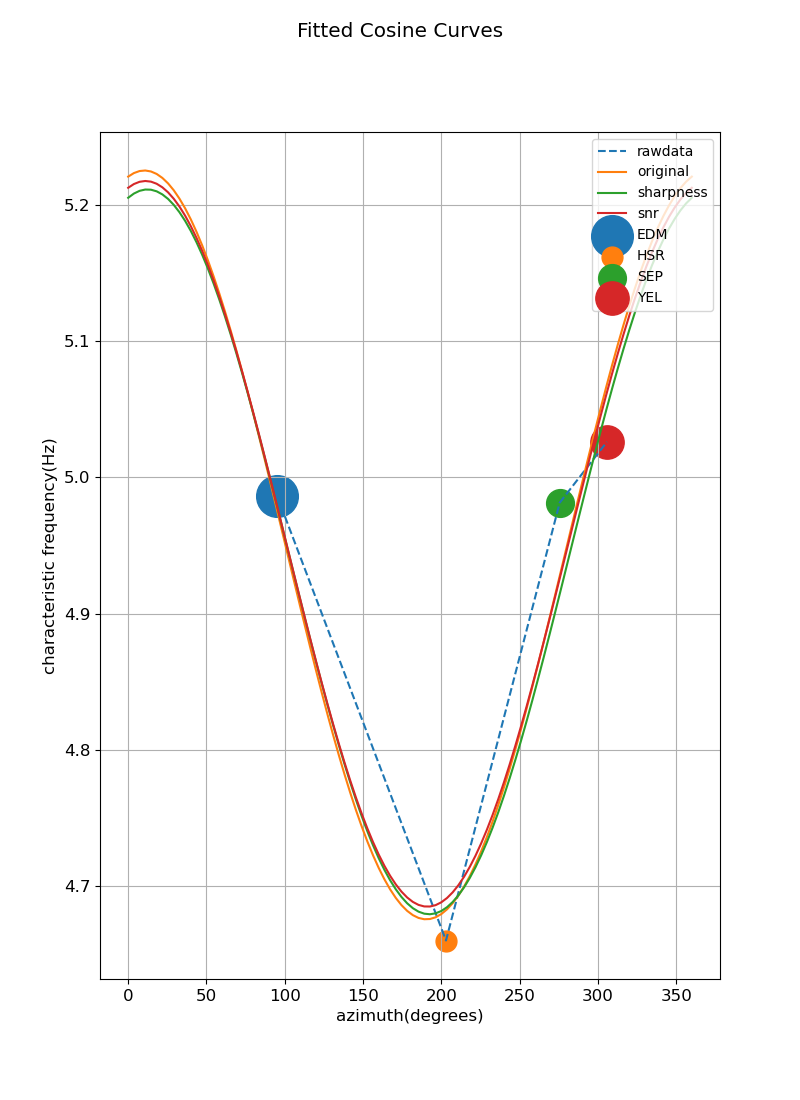 Fitted Cosine Curves
rawdata
original
sharpness
snr
EDM
HSR
SEP
YEL
5.2
5.1
5.0
4.9
4.8
4.7
characteristic frequency(Hz)
0 50 100 150 200 250 300 350
azimuth(degrees)